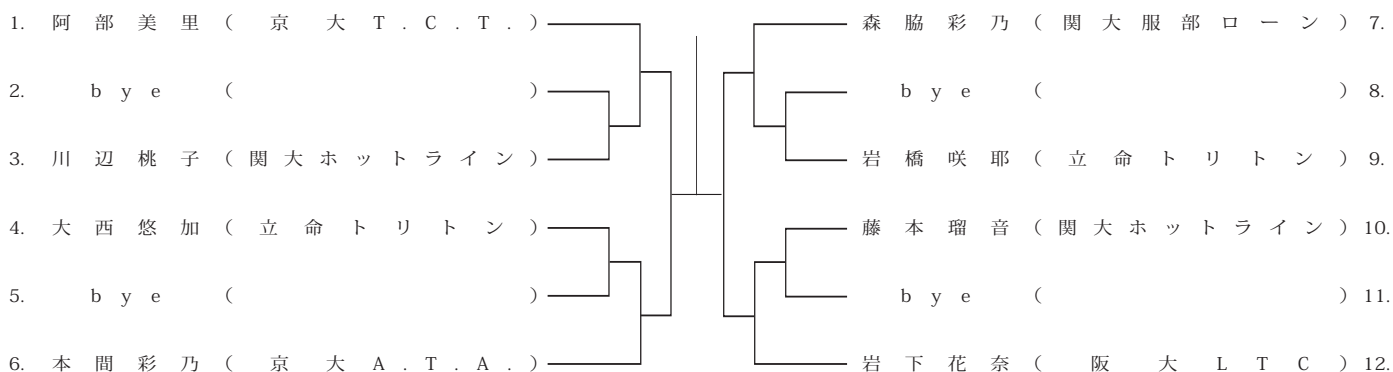 1. 阿部美里(京大T.C.T.)
2. bye ( )
3. 川辺桃子(関大ホットライン)
4. 大西悠加(立命トリトン)
5. bye ( )
6. 本間彩乃(京大A.T.A.)
森脇彩乃(関大服部ローン) 7.
bye ( ) 8.
岩橋咲耶(立命トリトン) 9.
藤本瑠音(関大ホットライン) 10.
bye ( ) 11.
岩下花奈(阪大LTC) 12.